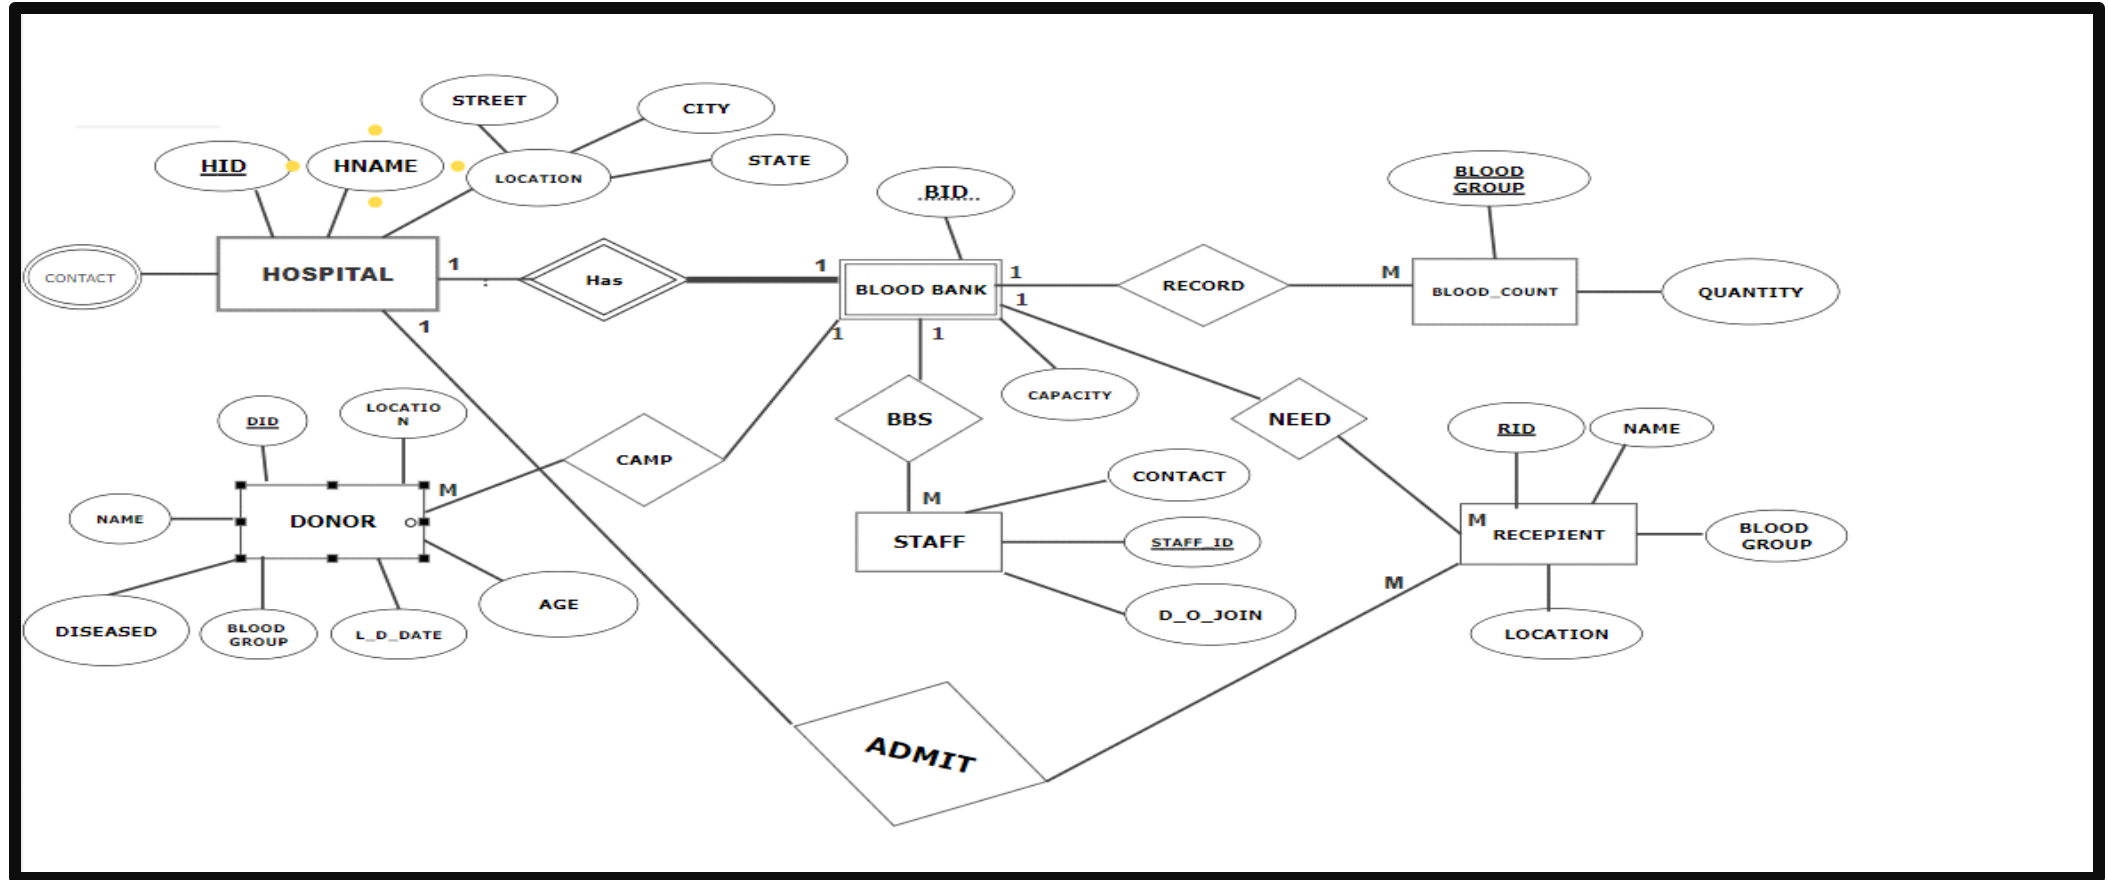 STREET
CITY
STATE
HID
HNAME
LOCATION
BID
BLOOD
GROUP
CONTACT
HOSPITAL
1
Has
1
BLOOD BANK
1
1
RECORD
M
BLOOD_COUNT
QUANTITY
1
1
1
CAPACITY
DID
LOCATIO
N
CAMP
BBS
NEED
RID
NAME
M
M
CONTACT
NAME
DONOR
STAFF
STAFF_ID
M
RECEPIENT
BLOOD
GROUP
M
DISEASED
BLOOD
GROUP
L_D_DATE
AGE
D_O_JOIN
LOCATION
ADMIT